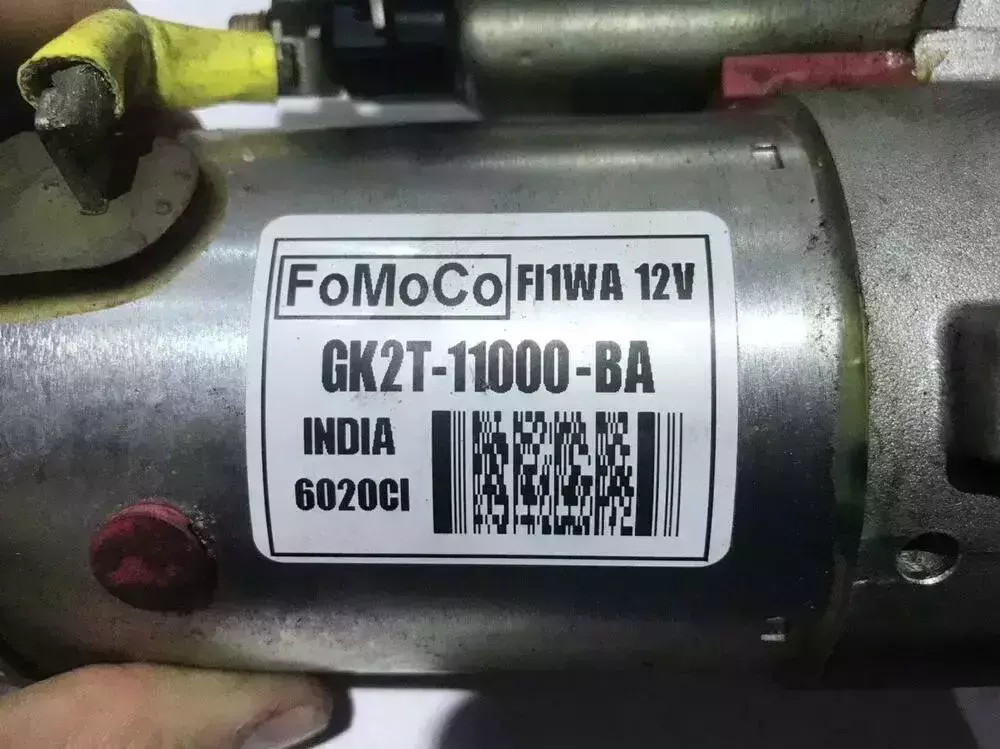 FoMoCo FI1WA 12V
GK2T-11000-BA
INDIA
6020CI